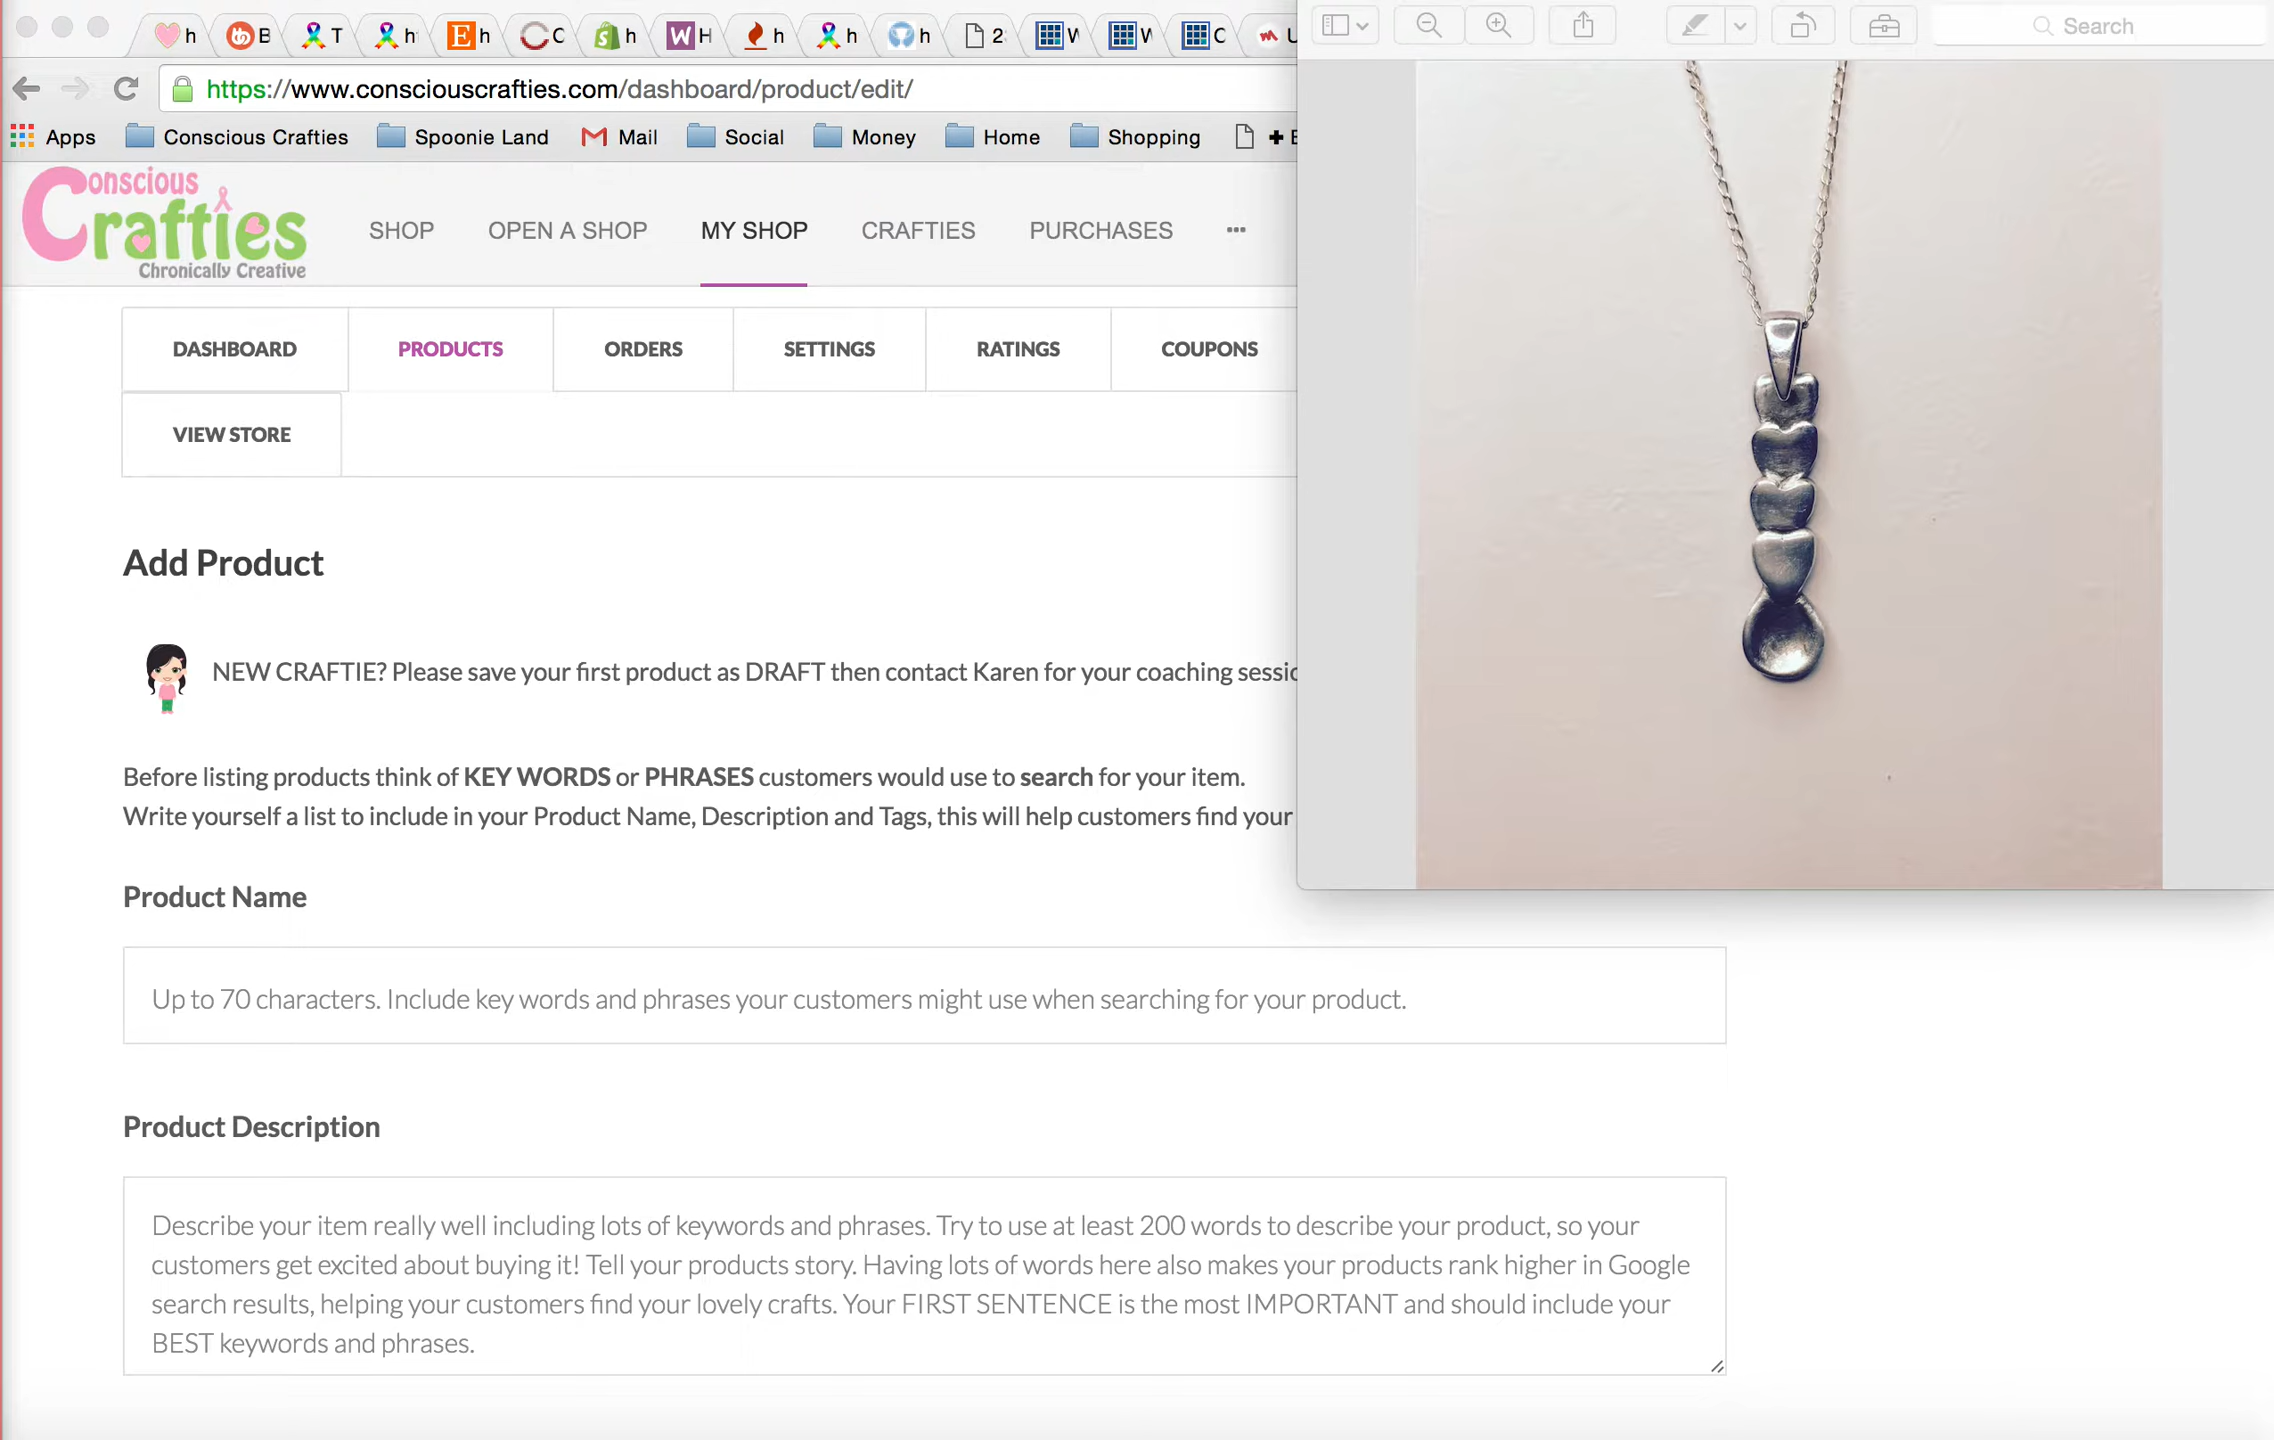 h B T h h C h H h h h 2 W W C U
https://www.consciouscrafties.com/dashboard/product/edit/
Search
Apps Conscious Crafties Spoonie Land Mail Social Money Home Shopping
Conscious
Crafties
Chronically Creative
SHOP OPEN A SHOP MY SHOP CRAFTIES PURCHASES ...
DASHBOARD PRODUCTS ORDERS SETTINGS RATINGS COUPONS
VIEW STORE
Add Product
NEW CRAFTIE? Please save your first product as DRAFT then contact Karen for your coaching sessio
Before listing products think of KEY WORDS or PHRASES customers would use to search for your item.
Write yourself a list to include in your Product Name, Description and Tags, this will help customers find your
Product Name
Up to 70 characters. Include key words and phrases your customers might use when searching for your product.
Product Description
Describe your item really well including lots of keywords and phrases. Try to use at least 200 words to describe your product, so your
customers get excited about buying it! Tell your products story. Having lots of words here also makes your products rank higher in Google
search results, helping your customers find your lovely crafts. Your FIRST SENTENCE is the most IMPORTANT and should include your
BEST keywords and phrases.